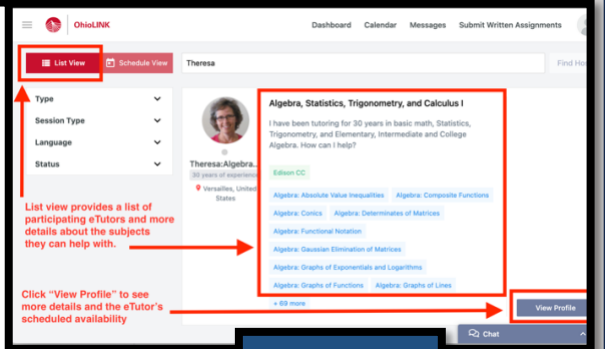 OhioLINK
Dashboard Calendar Messages Submit Written Assignments
List View
Schedule View
Theresa
Type
Session Type
Language
Status
Theresa:Algebra...
30 years of experience
Versailles, United
States
Algebra, Statistics, Trigonometry, and Calculus I
I have been tutoring for 30 years in basic math, Statistics,
Trigonometry, and Elementary, Intermediate and College
Algebra. How can I help?
Edison CC
Algebra: Absolute Value Inequalities Algebra: Composite Functions
Algebra: Conics Algebra: Determinates of Matrices
Algebra: Functional Notation
Algebra: Gaussian Elimination of Matrices
Algebra: Graphs of Exponentials and Logarithms
Algebra: Graphs of Functions Algebra: Graphs of Lines
+ 69 more
List view provides a list of
participating eTutors and more
details about the subjects
they can help with.
Click “View Profile” to see
more details and the eTutor’s
scheduled availability
View Profile
Chat